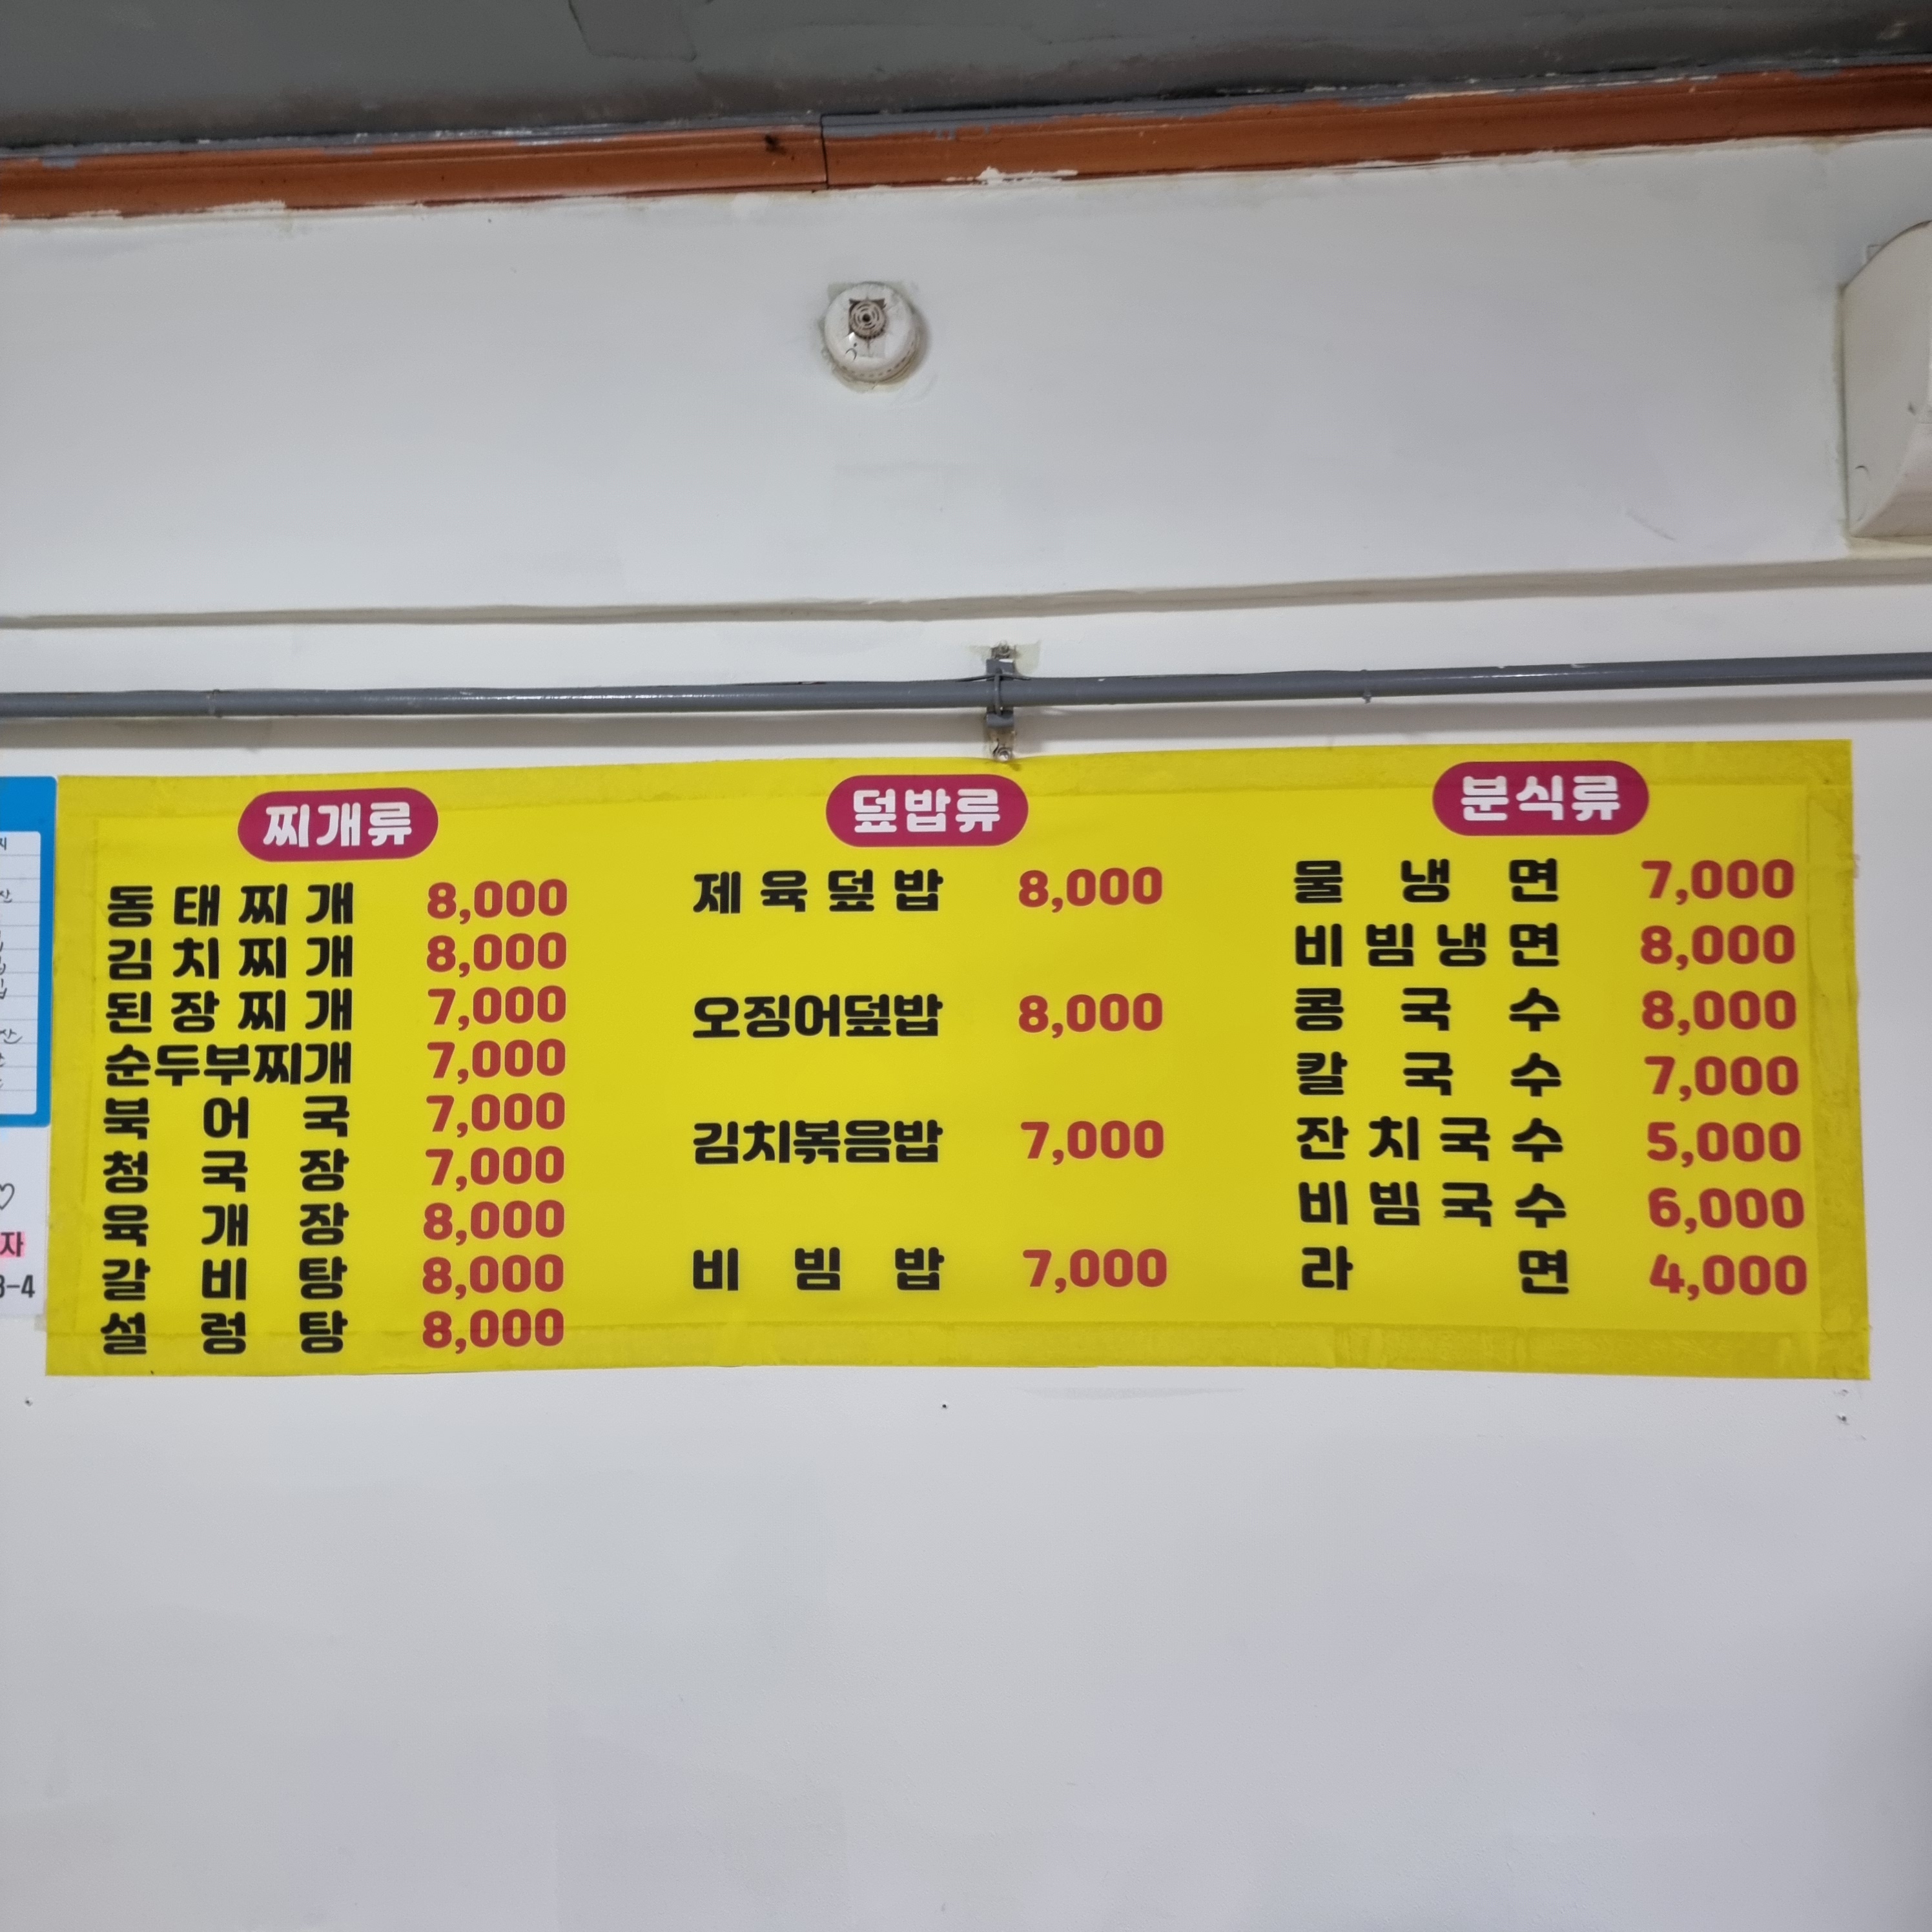 찌개류
동태찌개 8,000
김치찌개 8,000
된장찌개 7,000
순두부찌개 7,000
북어국 7,000
청국장 7,000
육개장 8,000
갈비탕 8,000
설렁탕 8,000
덮밥류
제육덮밥 8,000
오징어덮밥 8,000
김치볶음밥 7,000
비빔밥 7,000
분식류
물냉면 7,000
비빔냉면 8,000
콩국수 8,000
칼국수 7,000
잔치국수 5,000
비빔국수 6,000
라면 4,000
자
3-4